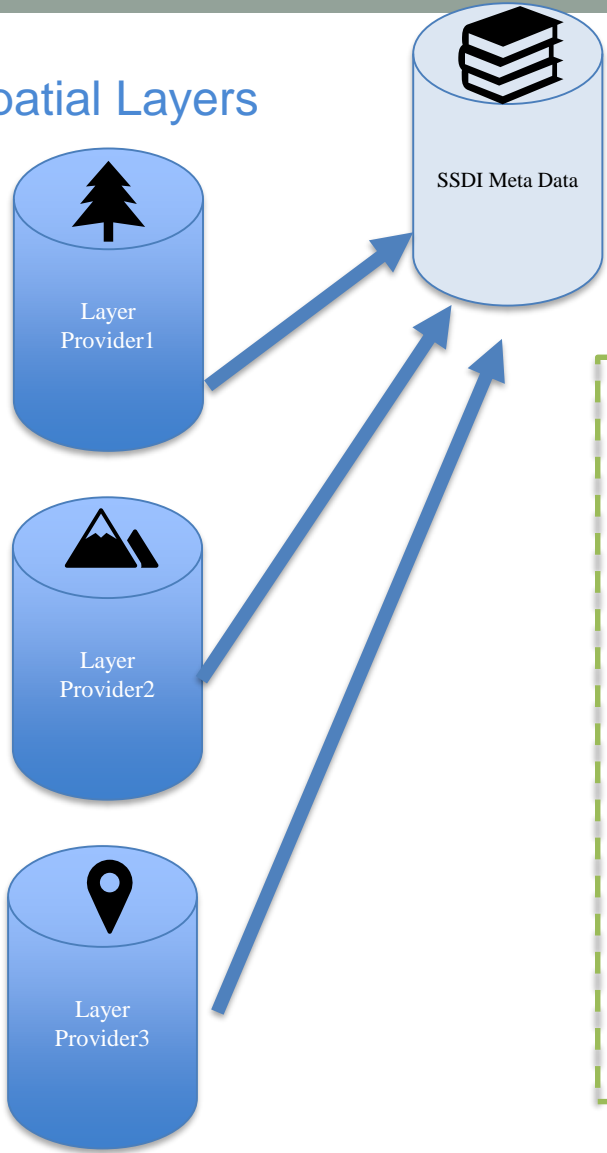 patial Layers
SSDI Meta Data
Layer
Provider1
Layer
Provider2
Layer
Provider3